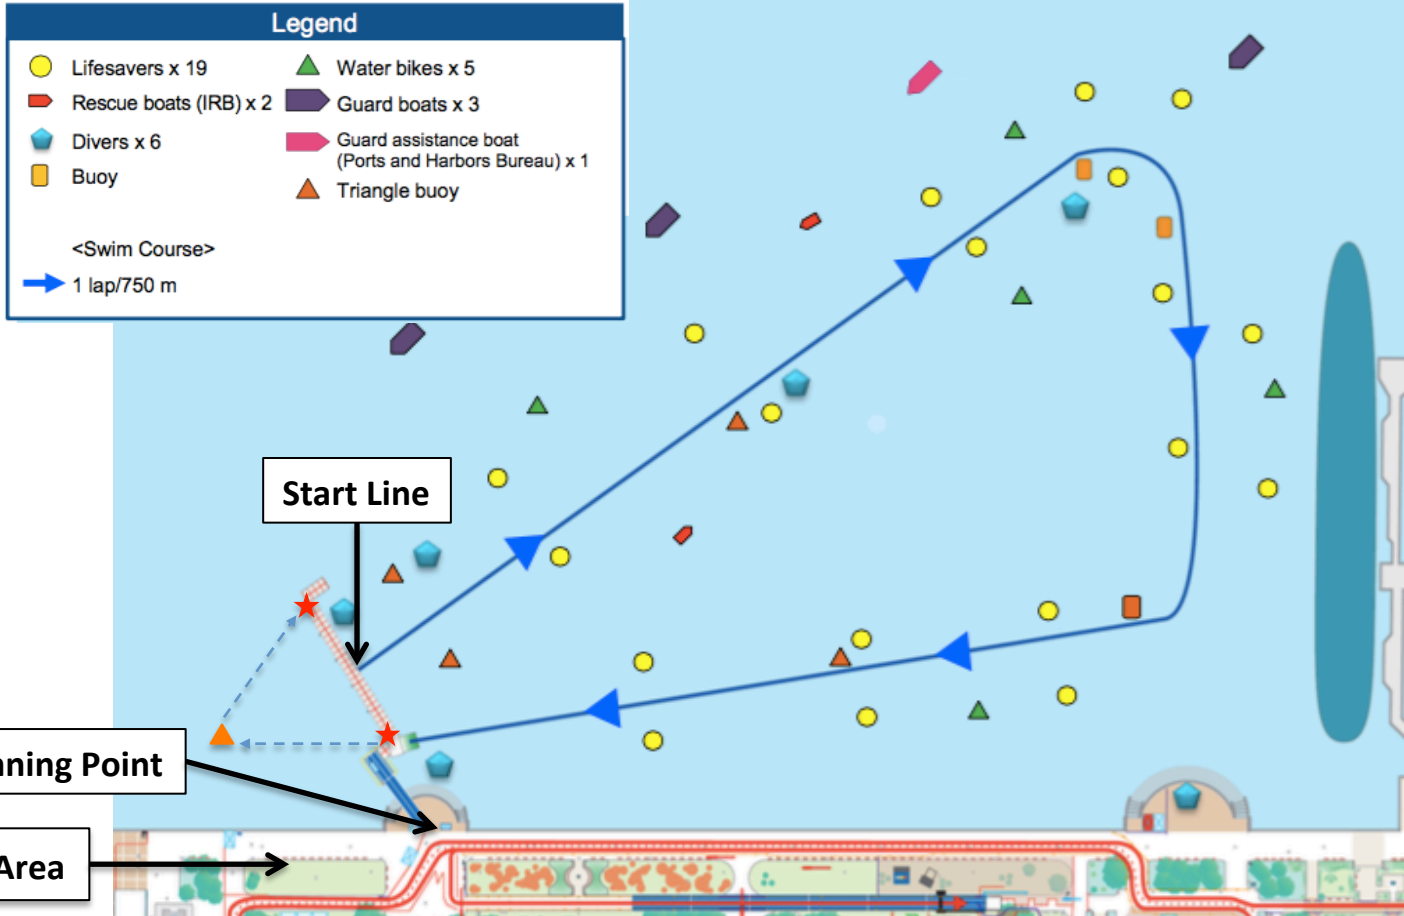 Legend
Lifesavers x 19
Rescue boats (IRB) x 2
Divers x 6
Buoy
Water bikes x 5
Guard boats x 3
Guard assistance boat
(Ports and Harbors Bureau) x 1
Triangle buoy
<Swim Course>
1 lap/750 m
Start Line
nning Point
Area